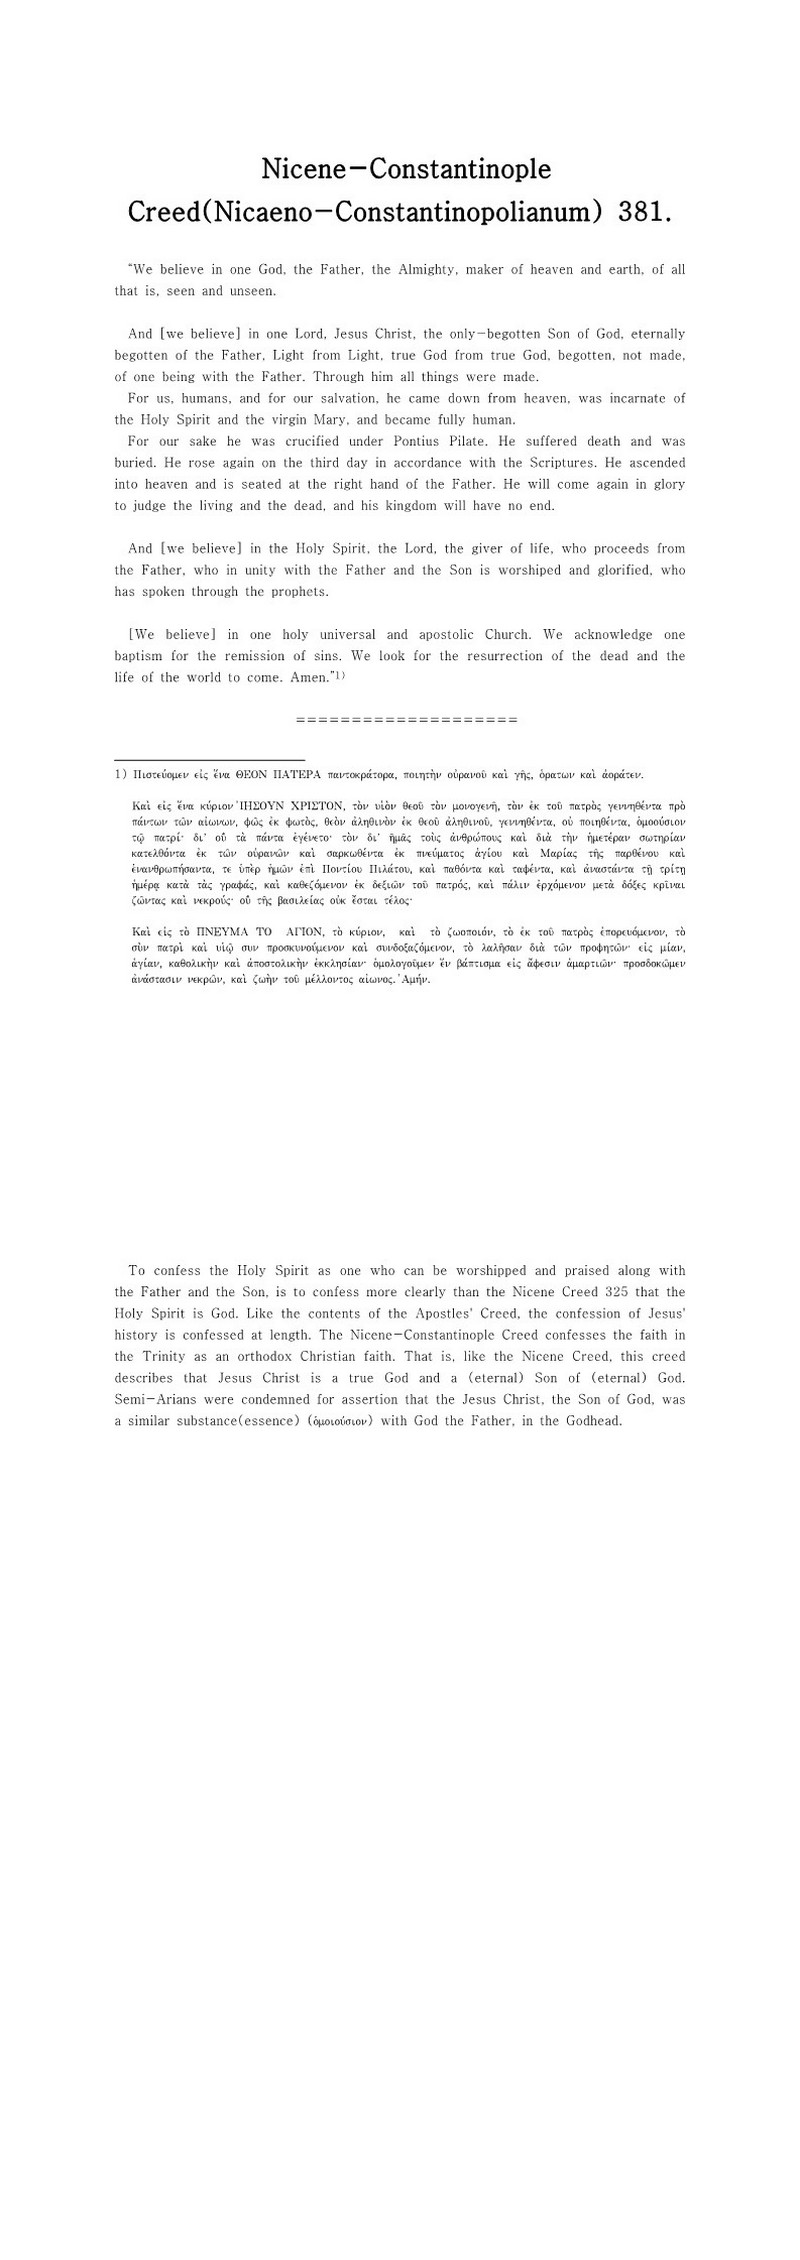 Nicene-Constantinople
Creed(Nicaeno-Constantinopolianum) 381.
“We believe in one God, the Father, the Almighty, maker of heaven and earth, of all
that is, seen and unseen.
And [we believe] in one Lord, Jesus Christ, the only-begotten Son of God, eternally
begotten of the Father, Light from Light, true God from true God, begotten, not made,
of one being with the Father. Through him all things were made.
For us, humans, and for our salvation, he came down from heaven, was incarnate of
the Holy Spirit and the virgin Mary, and became fully human.
For our sake he was crucified under Pontius Pilate. He suffered death and was
buried. He rose again on the third day in accordance with the Scriptures. He ascended
into heaven and is seated at the right hand of the Father. He will come again in glory
to judge the living and the dead, and his kingdom will have no end.
And [we believe] in the Holy Spirit, the Lord, the giver of life, who proceeds from
the Father, who in unity with the Father and the Son is worshiped and glorified, who
has spoken through the prophets.
[We believe] in one holy universal and apostolic Church. We acknowledge one
baptism for the remission of sins. We look for the resurrection of the dead and the
life of the world to come. Amen.”1)
====================
1) Πιστεύομεν εἰς ἕνα ΘΕΟΝ ΠΑΤΕΡΑ παντοκράτορα, ποιητὴν οὐρανοῦ καὶ γῆς, ὁρατων καὶ ἀοράτεν.
Καὶ εἰς ἕνα κύριον ᾿ΙΗΣΟΥΝ ΧΡΙΣΤΟΝ, τὸν υἱὸν θεοῦ τὸν μονογενῆ, τὸν ἐκ τοῦ πατρὸς γεννηθέντα πρὸ
πάντων τῶν αἰωνων, φῶς ἐκ φωτὸς, θεὸν ἀληθινὸν ἐκ θεοῦ ἀληθινοῦ, γεννηθέντα, οὐ ποιηθέντα, ὁμοούσιον
τῷ πατρί· δι' οὗ τὰ πάντα ἐγένετο· τὸν δι' ἡμᾶς τοὺς ἀνθρώπους καὶ διὰ τὴν ἡμετέραν σωτηρίαν
κατελθόντα ἐκ τῶν οὐρανῶν καὶ σαρκωθέντα ἐκ πνεύματος ἁγίου καὶ Μαρίας τῆς παρθένου καὶ
ἐνανθρωπήσαντα, τε ὑπὲρ ἡμῶν ἐπὶ Ποντίου Πιλάτου, καὶ παθόντα καὶ ταφέντα, καὶ ἀναστάντα τῇ τρίτῃ
ἡμέρᾳ κατὰ τὰς γραφάς, καὶ καθεζόμενον ἐκ δεξιῶν τοῦ πατρός, καὶ πάλιν ἐρχόμενον μετὰ δόξες κρῖναι
ζῶντας καὶ νεκρούς· οὗ τῆς βασιλείας οὐκ ἔσται τέλος·
Καὶ εἰς τὸ ΠΝΕΥΜΑ ΤΟ ΑΓΙΟΝ, τὸ κύριον, καὶ τὸ ζωοποιόν, τὸ ἐκ τοῦ πατρὸς ἐπορευόμενον, τὸ
σὺν πατρὶ καὶ υἱῷ συν προσκυνούμενον καὶ συνδοξαζόμενον, τὸ λαλῆσαν διὰ τῶν προφητῶν· εἰς μίαν,
ἁγίαν, καθολικὴν καὶ ἀποστολικὴν ἐκκλησίαν· ὁμολογοῦμεν ἓν βάπτισμα εἰς ἄφεσιν ἁμαρτιῶν· προσδοκῶμεν
ἀνάστασιν νεκρῶν, καὶ ζωὴν τοῦ μέλλοντος αἰωνος. ᾿Αμήν.
To confess the Holy Spirit as one who can be worshipped and praised along with
the Father and the Son, is to confess more clearly than the Nicene Creed 325 that the
Holy Spirit is God. Like the contents of the Apostles' Creed, the confession of Jesus'
history is confessed at length. The Nicene-Constantinople Creed confesses the faith in
the Trinity as an orthodox Christian faith. That is, like the Nicene Creed, this creed
describes that Jesus Christ is a true God and a (eternal) Son of (eternal) God.
Semi-Arians were condemned for assertion that the Jesus Christ, the Son of God, was
a similar substance(essence) (ὁμοιούσιον) with God the Father, in the Godhead.